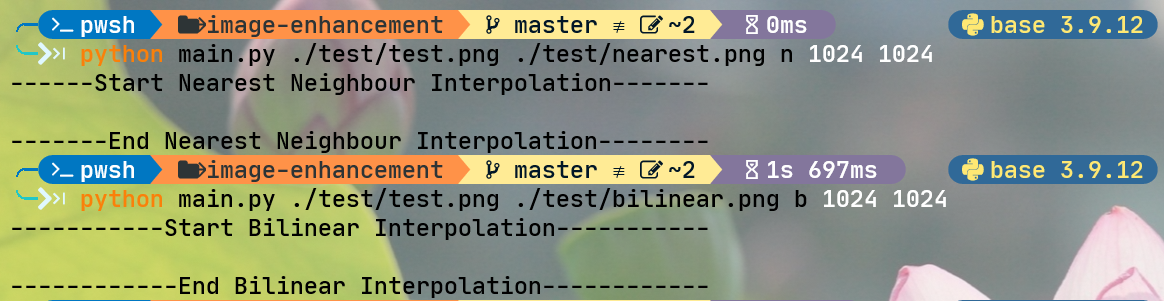 pwsh image-enhancement master ≢ ~2 0ms base 3.9.12
python main.py ./test/test.png ./test/nearest.png n 1024 1024
------Start Nearest Neighbour Interpolation-------
-------End Nearest Neighbour Interpolation--------
pwsh image-enhancement master ≢ ~2 1s 697ms base 3.9.12
python main.py ./test/test.png ./test/bilinear.png b 1024 1024
-----------Start Bilinear Interpolation-----------
------------End Bilinear Interpolation------------